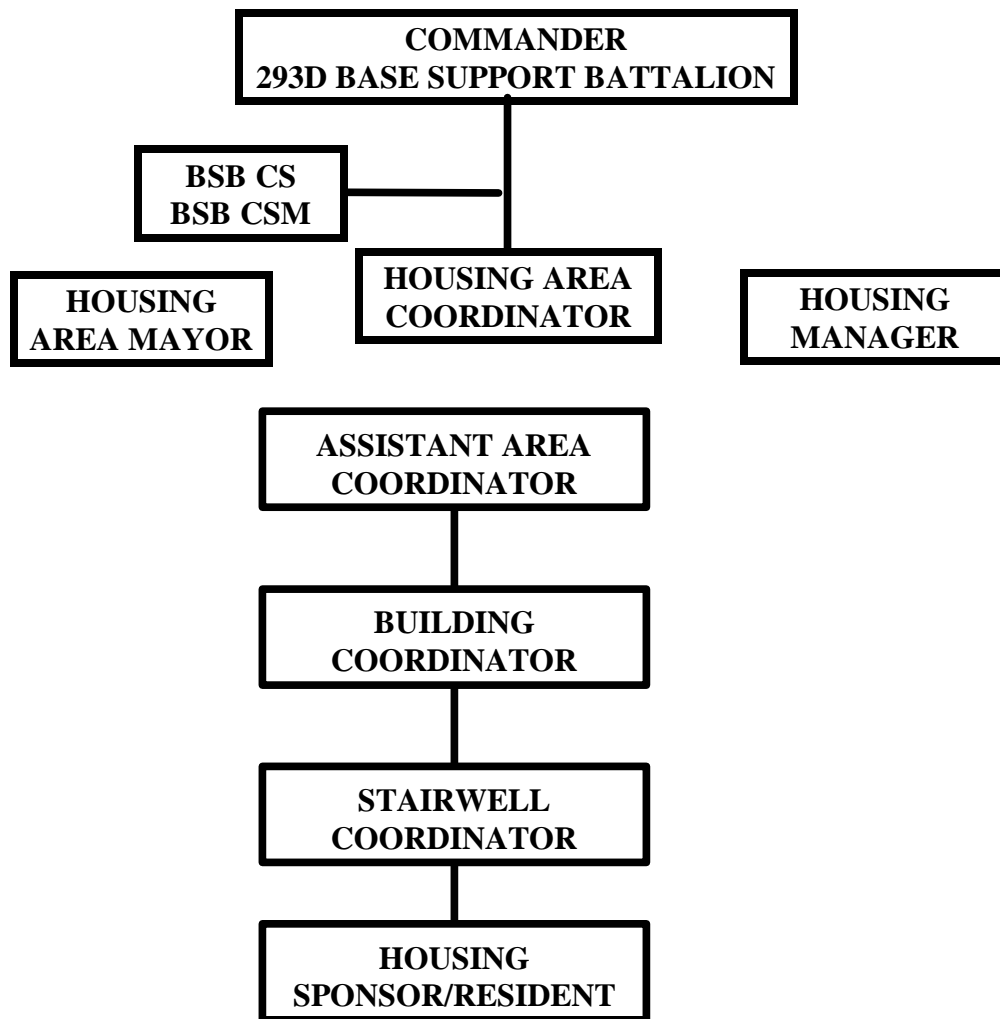 COMMANDER
293D BASE SUPPORT BATTALION
BSB CS
BSB CSM
HOUSING
AREA MAYOR
HOUSING AREA
COORDINATOR
HOUSING
MANAGER
ASSISTANT AREA
COORDINATOR
BUILDING
COORDINATOR
STAIRWELL
COORDINATOR
HOUSING
SPONSOR/RESIDENT